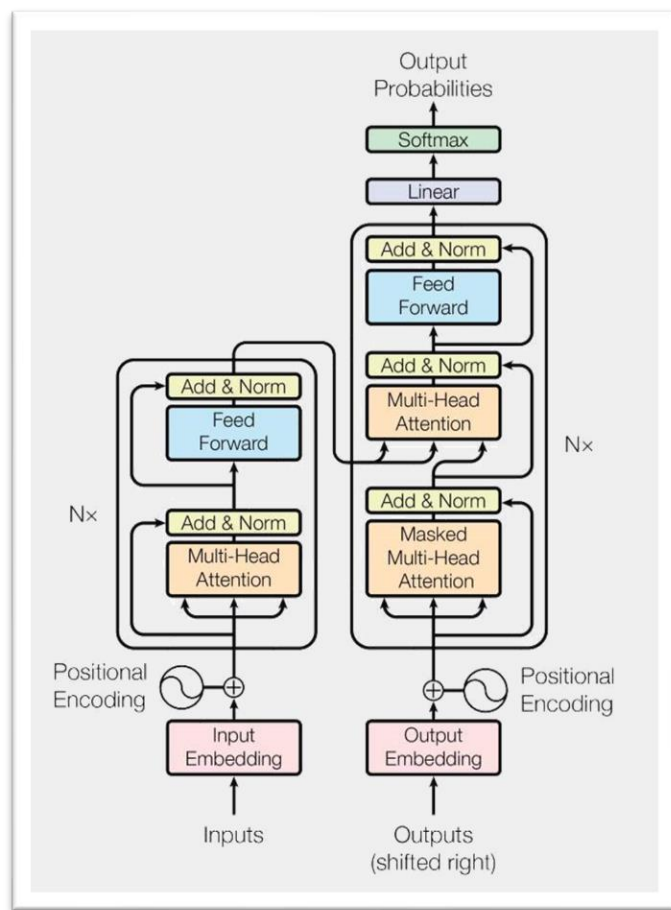 Output
Probabilities
Softmax
Linear
Add & Norm
Feed
Forward
Add & Norm
Multi-Head
Attention
Add & Norm
Masked
Multi-Head
Attention
N×
Add & Norm
Feed
Forward
Add & Norm
Multi-Head
Attention
N×
Positional
Encoding
Positional
Encoding
Input
Embedding
Output
Embedding
Inputs
Outputs
(shifted right)